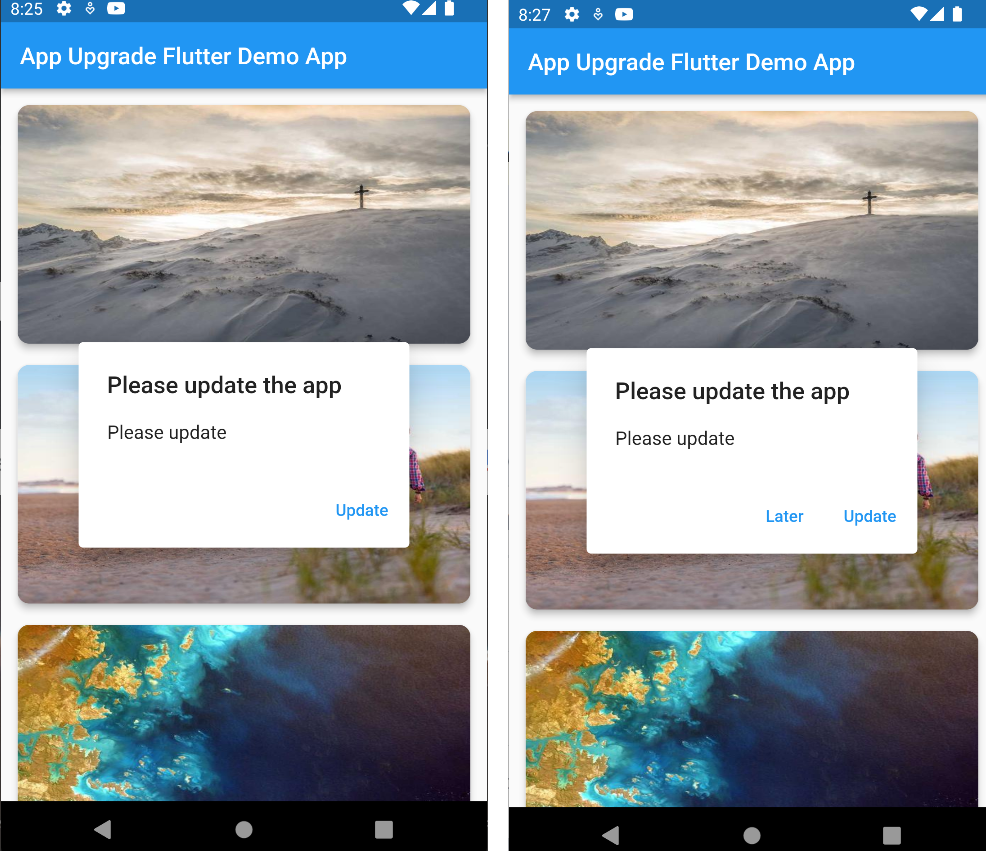 8:25
App Upgrade Flutter Demo App
Please update the app
Please update
Update
8:27
App Upgrade Flutter Demo App
Please update the app
Please update
Later Update